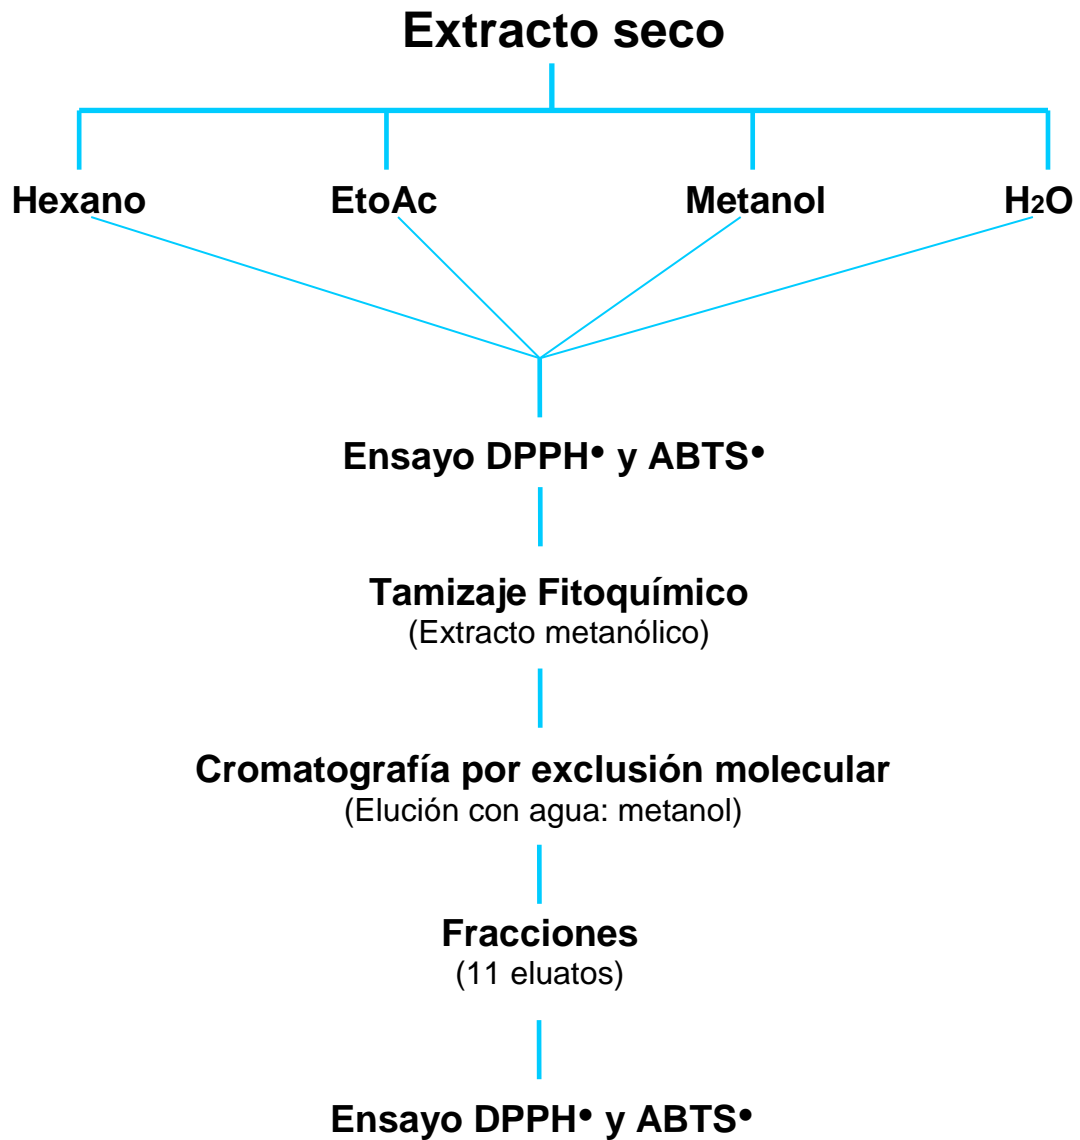 Extracto seco
Hexano EtoAc Metanol H2O
Ensayo DPPH• y ABTS•
Tamizaje Fitoquímico
(Extracto metanólico)
Cromatografía por exclusión molecular
(Elución con agua: metanol)
Fracciones
(11 eluatos)
Ensayo DPPH• y ABTS•